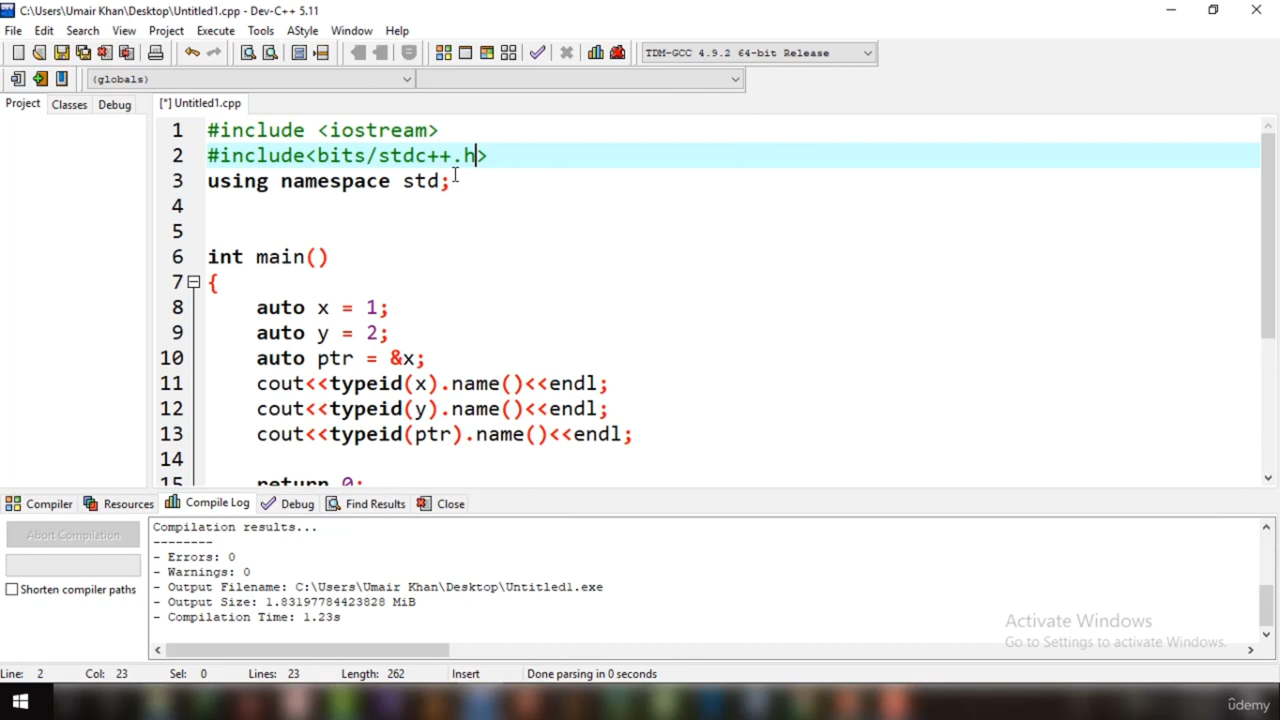 C:\Users\Umair Khan\Desktop\Untitled1.cpp - Dev-C++ 5.11
File Edit Search View Project Execute Tools AStyle Window Help
TDM-GCC 4.9.2 64-bit Release
(globals)
Project Classes Debug [*] Untitled1.cpp
1 #include <iostream>
2 #include<bits/stdc++.h>
3 using namespace std;
4
5
6 int main()
7 {
8 auto x = 1;
9 auto y = 2;
10 auto ptr = &x;
11 cout<<typeid(x).name()<<endl;
12 cout<<typeid(y).name()<<endl;
13 cout<<typeid(ptr).name()<<endl;
14
15 return 0;
Compiler Resources Compile Log Debug Find Results Close
Abort Compilation
Shorten compiler paths
Compilation results...
--------
- Errors: 0
- Warnings: 0
- Output Filename: C:\Users\Umair Khan\Desktop\Untitled1.exe
- Output Size: 1.83197784423828 MiB
- Compilation Time: 1.23s
Activate Windows
Go to Settings to activate Windows.
Line: 2 Col: 23 Sel: 0 Lines: 23 Length: 262 Insert Done parsing in 0 seconds
ûdemy